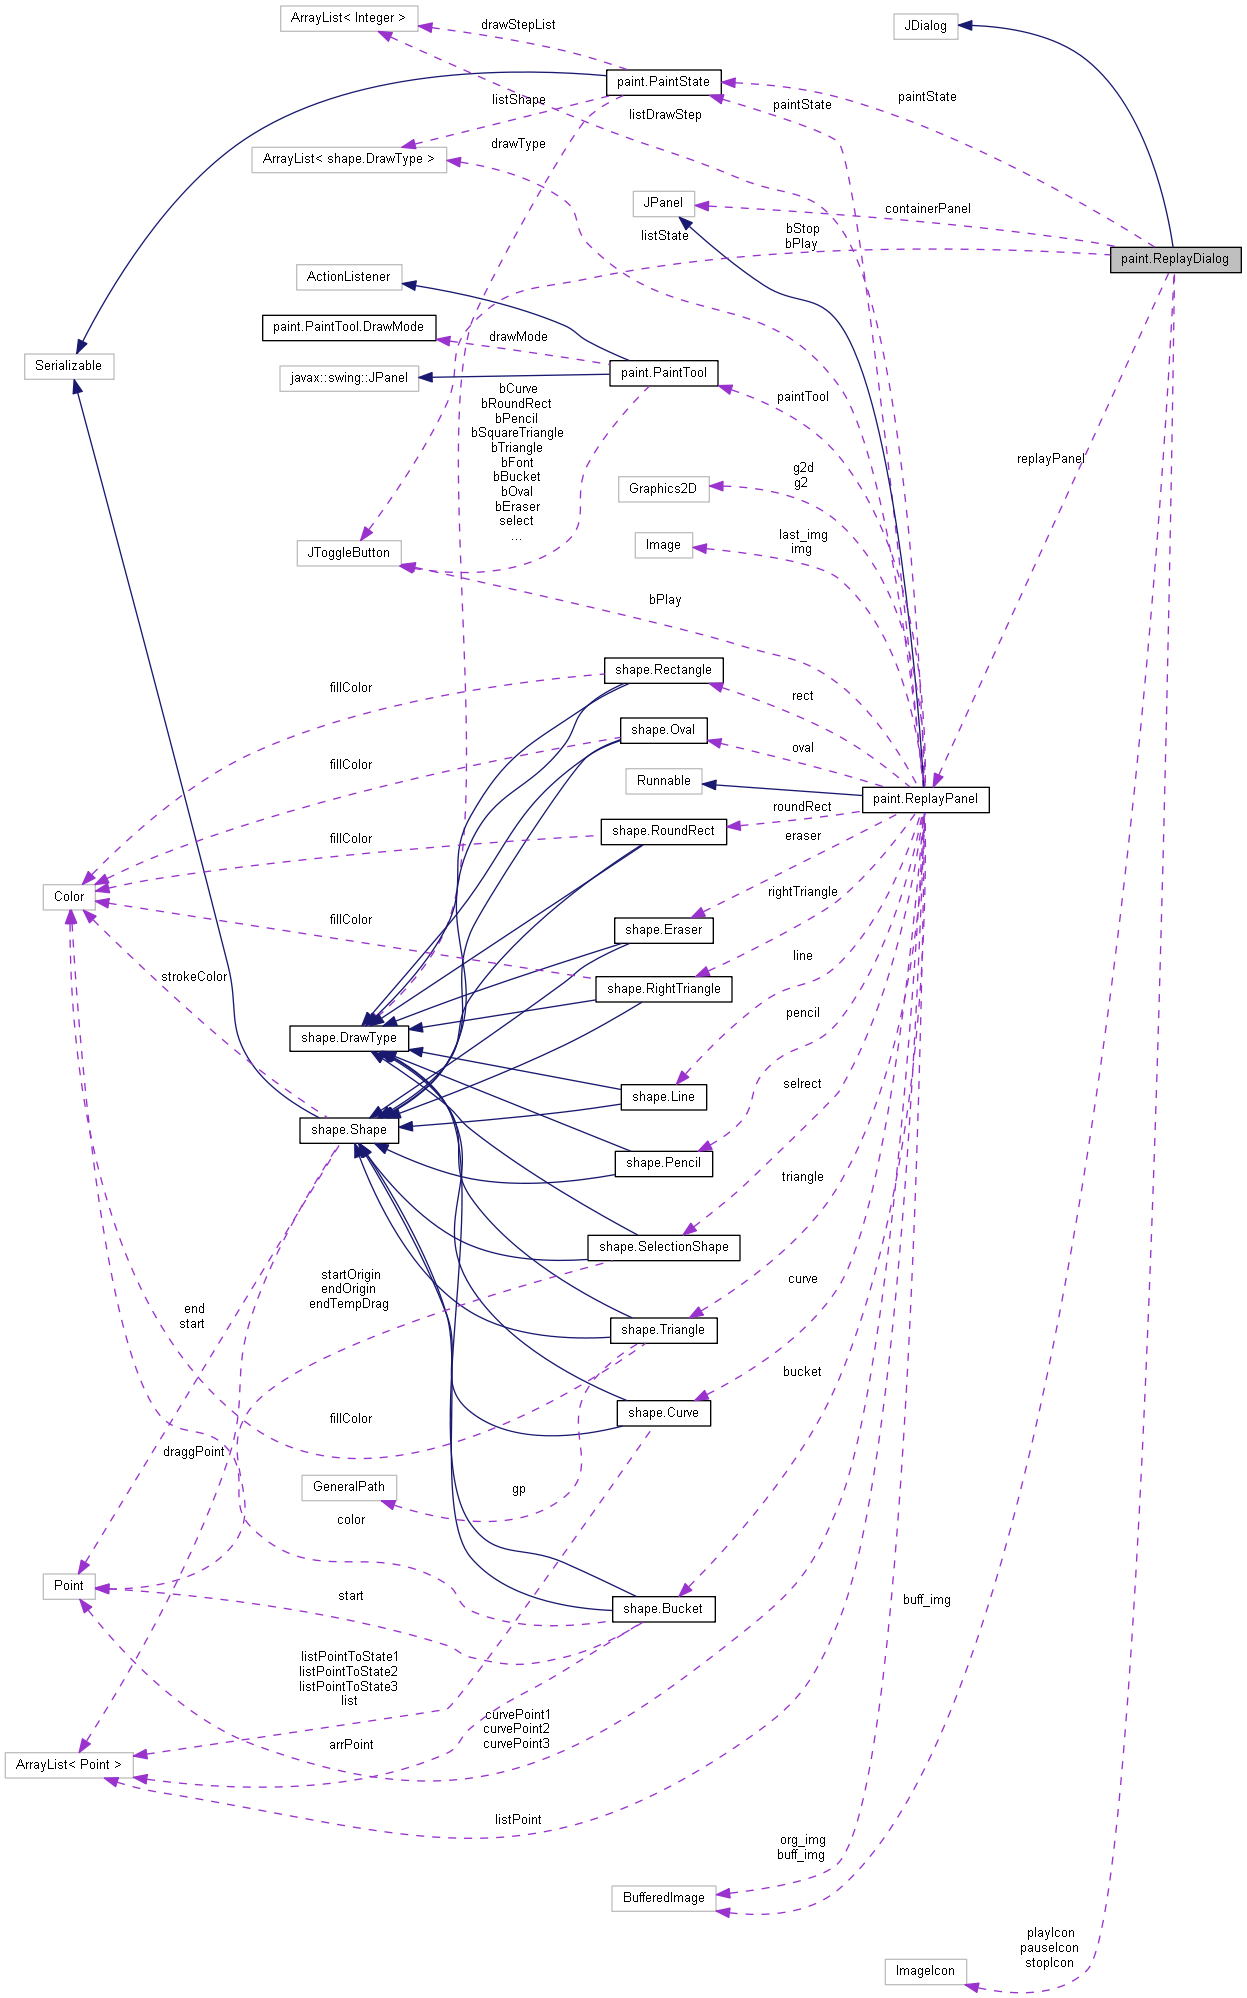 ArrayList< Integer >
drawStepList
JDialog
paint.PaintState
paintState
listShape
paintState
listDrawStep
drawType
ArrayList< shape.DrawType >
JPanel
containerPanel
bStop
bPlay
listState
paint.ReplayDialog
ActionListener
paint.PaintTool.DrawMode
drawMode
Serializable
javax::swing::JPanel
paint.PaintTool
paintTool
bCurve
bRoundRect
bPencil
bSquareTriangle
bTriangle
bFont
bBucket
bOval
bEraser
select
...
replayPanel
g2d
g2
Graphics2D
last_img
img
Image
JToggleButton
bPlay
shape.Rectangle
fillColor
rect
shape.Oval
oval
fillColor
Runnable
paint.ReplayPanel
roundRect
shape.RoundRect
fillColor
eraser
Color
rightTriangle
fillColor
shape.Eraser
line
strokeColor
shape.RightTriangle
pencil
shape.DrawType
selrect
shape.Line
shape.Shape
shape.Pencil
triangle
shape.SelectionShape
startOrigin
endOrigin
endTempDrag
curve
end
start
shape.Triangle
bucket
shape.Curve
fillColor
draggPoint
GeneralPath
gp
color
Point
start
shape.Bucket
buff_img
listPointToState1
listPointToState2
listPointToState3
list
curvePoint1
curvePoint2
curvePoint3
arrPoint
ArrayList< Point >
listPoint
org_img
buff_img
BufferedImage
playIcon
pauseIcon
stopIcon
ImageIcon